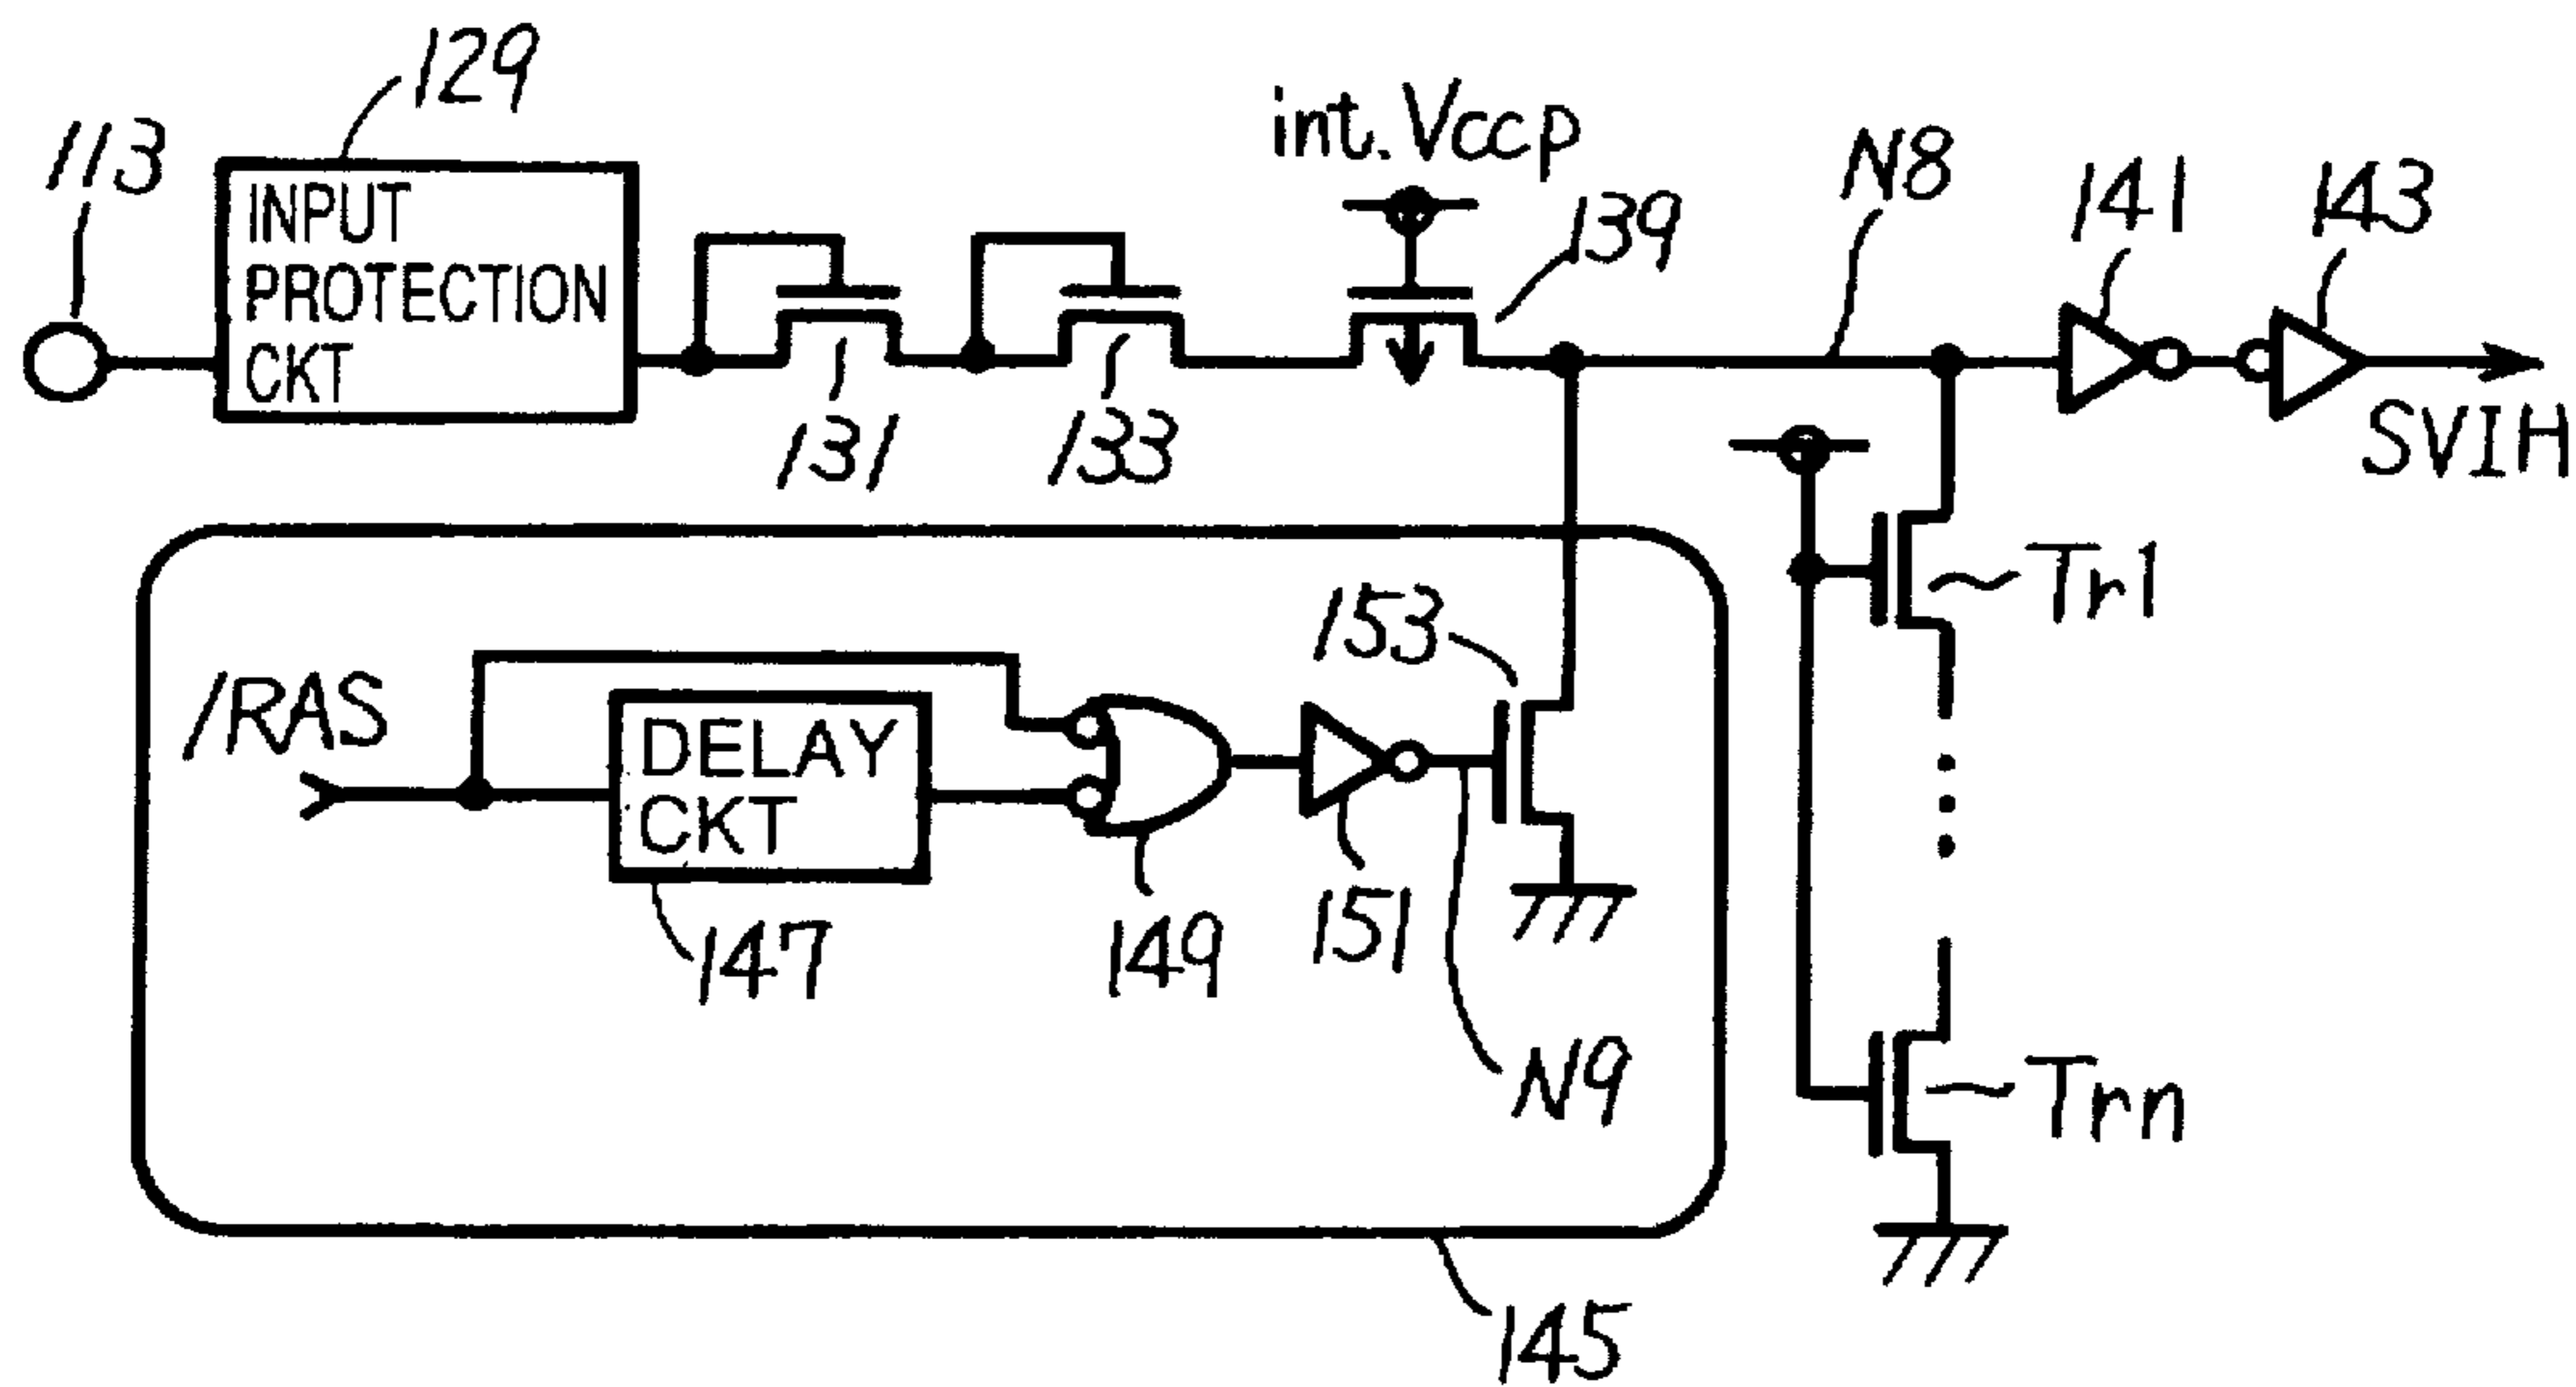 129
113
INPUT
PROTECTION
CKT
131
133
int.Vccp
139
N8
141
143
SVIH
/RAS
DELAY
CKT
147
149
151
153
N9
Tr1
Trn
145